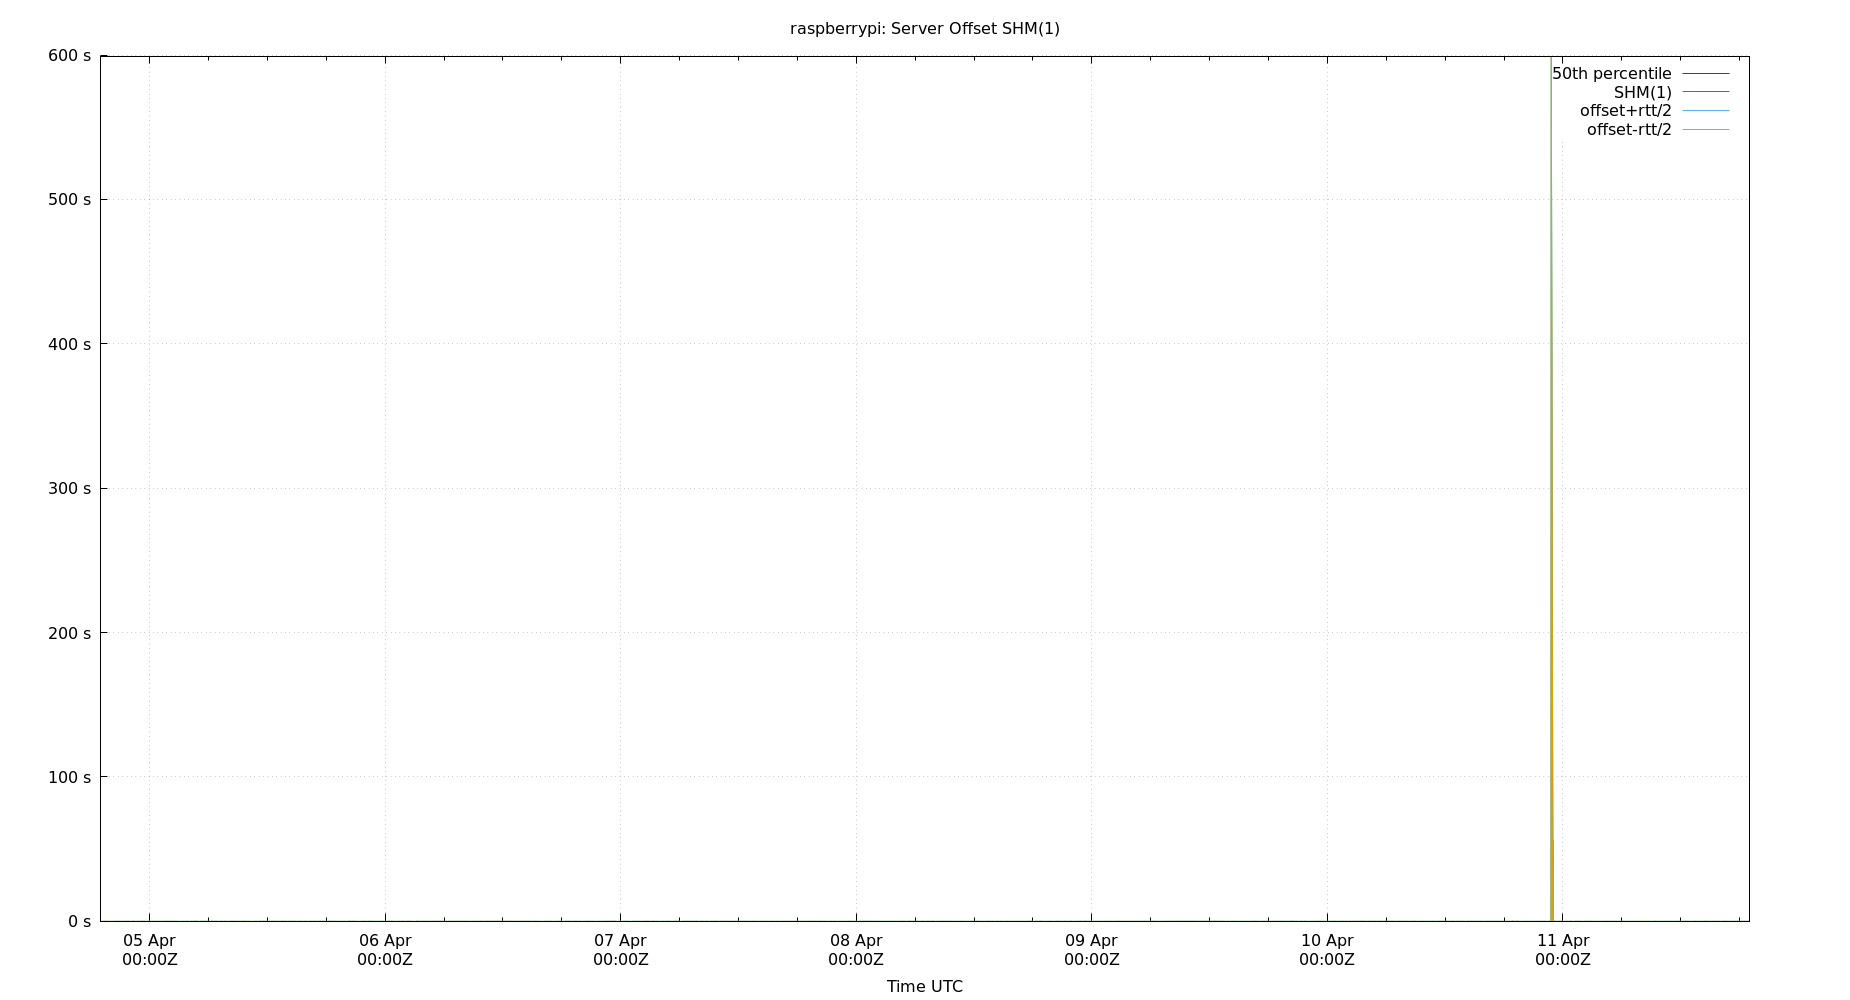 raspberrypi: Server Offset SHM(1)
600 s
500 s
400 s
300 s
200 s
100 s
0 s
50th percentile
SHM(1)
offset+rtt/2
offset-rtt/2
05 Apr 06 Apr 07 Apr 08 Apr 09 Apr 10 Apr 11 Apr
00:00Z 00:00Z 00:00Z 00:00Z 00:00Z 00:00Z 00:00Z
Time UTC